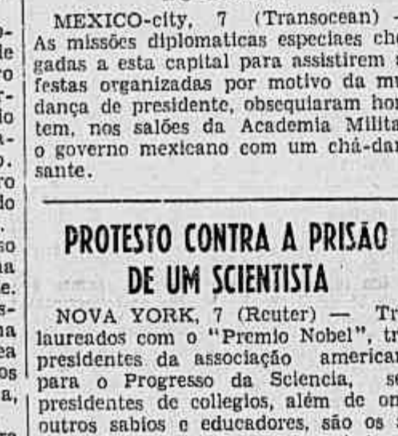 MEXICO-city, 7 (Transocean) -
As missões diplomaticas especiaes che
gadas a esta capital para assistirem
festas organizadas por motivo da mu
dança de presidente, obsequiaram hon
tem, nos salões da Academia Milita
o governo mexicano com um chá-dan
sante.
PROTESTO CONTRA A PRISÃO
DE UM SCIENTISTA
NOVA YORK, 7 (Reuter) — Tr
laureados com o "Premio Nobel", tr
presidentes da associação american
para o Progresso da Sciencia, se
presidentes de collegios, além de on
outros sabios e educadores, são os